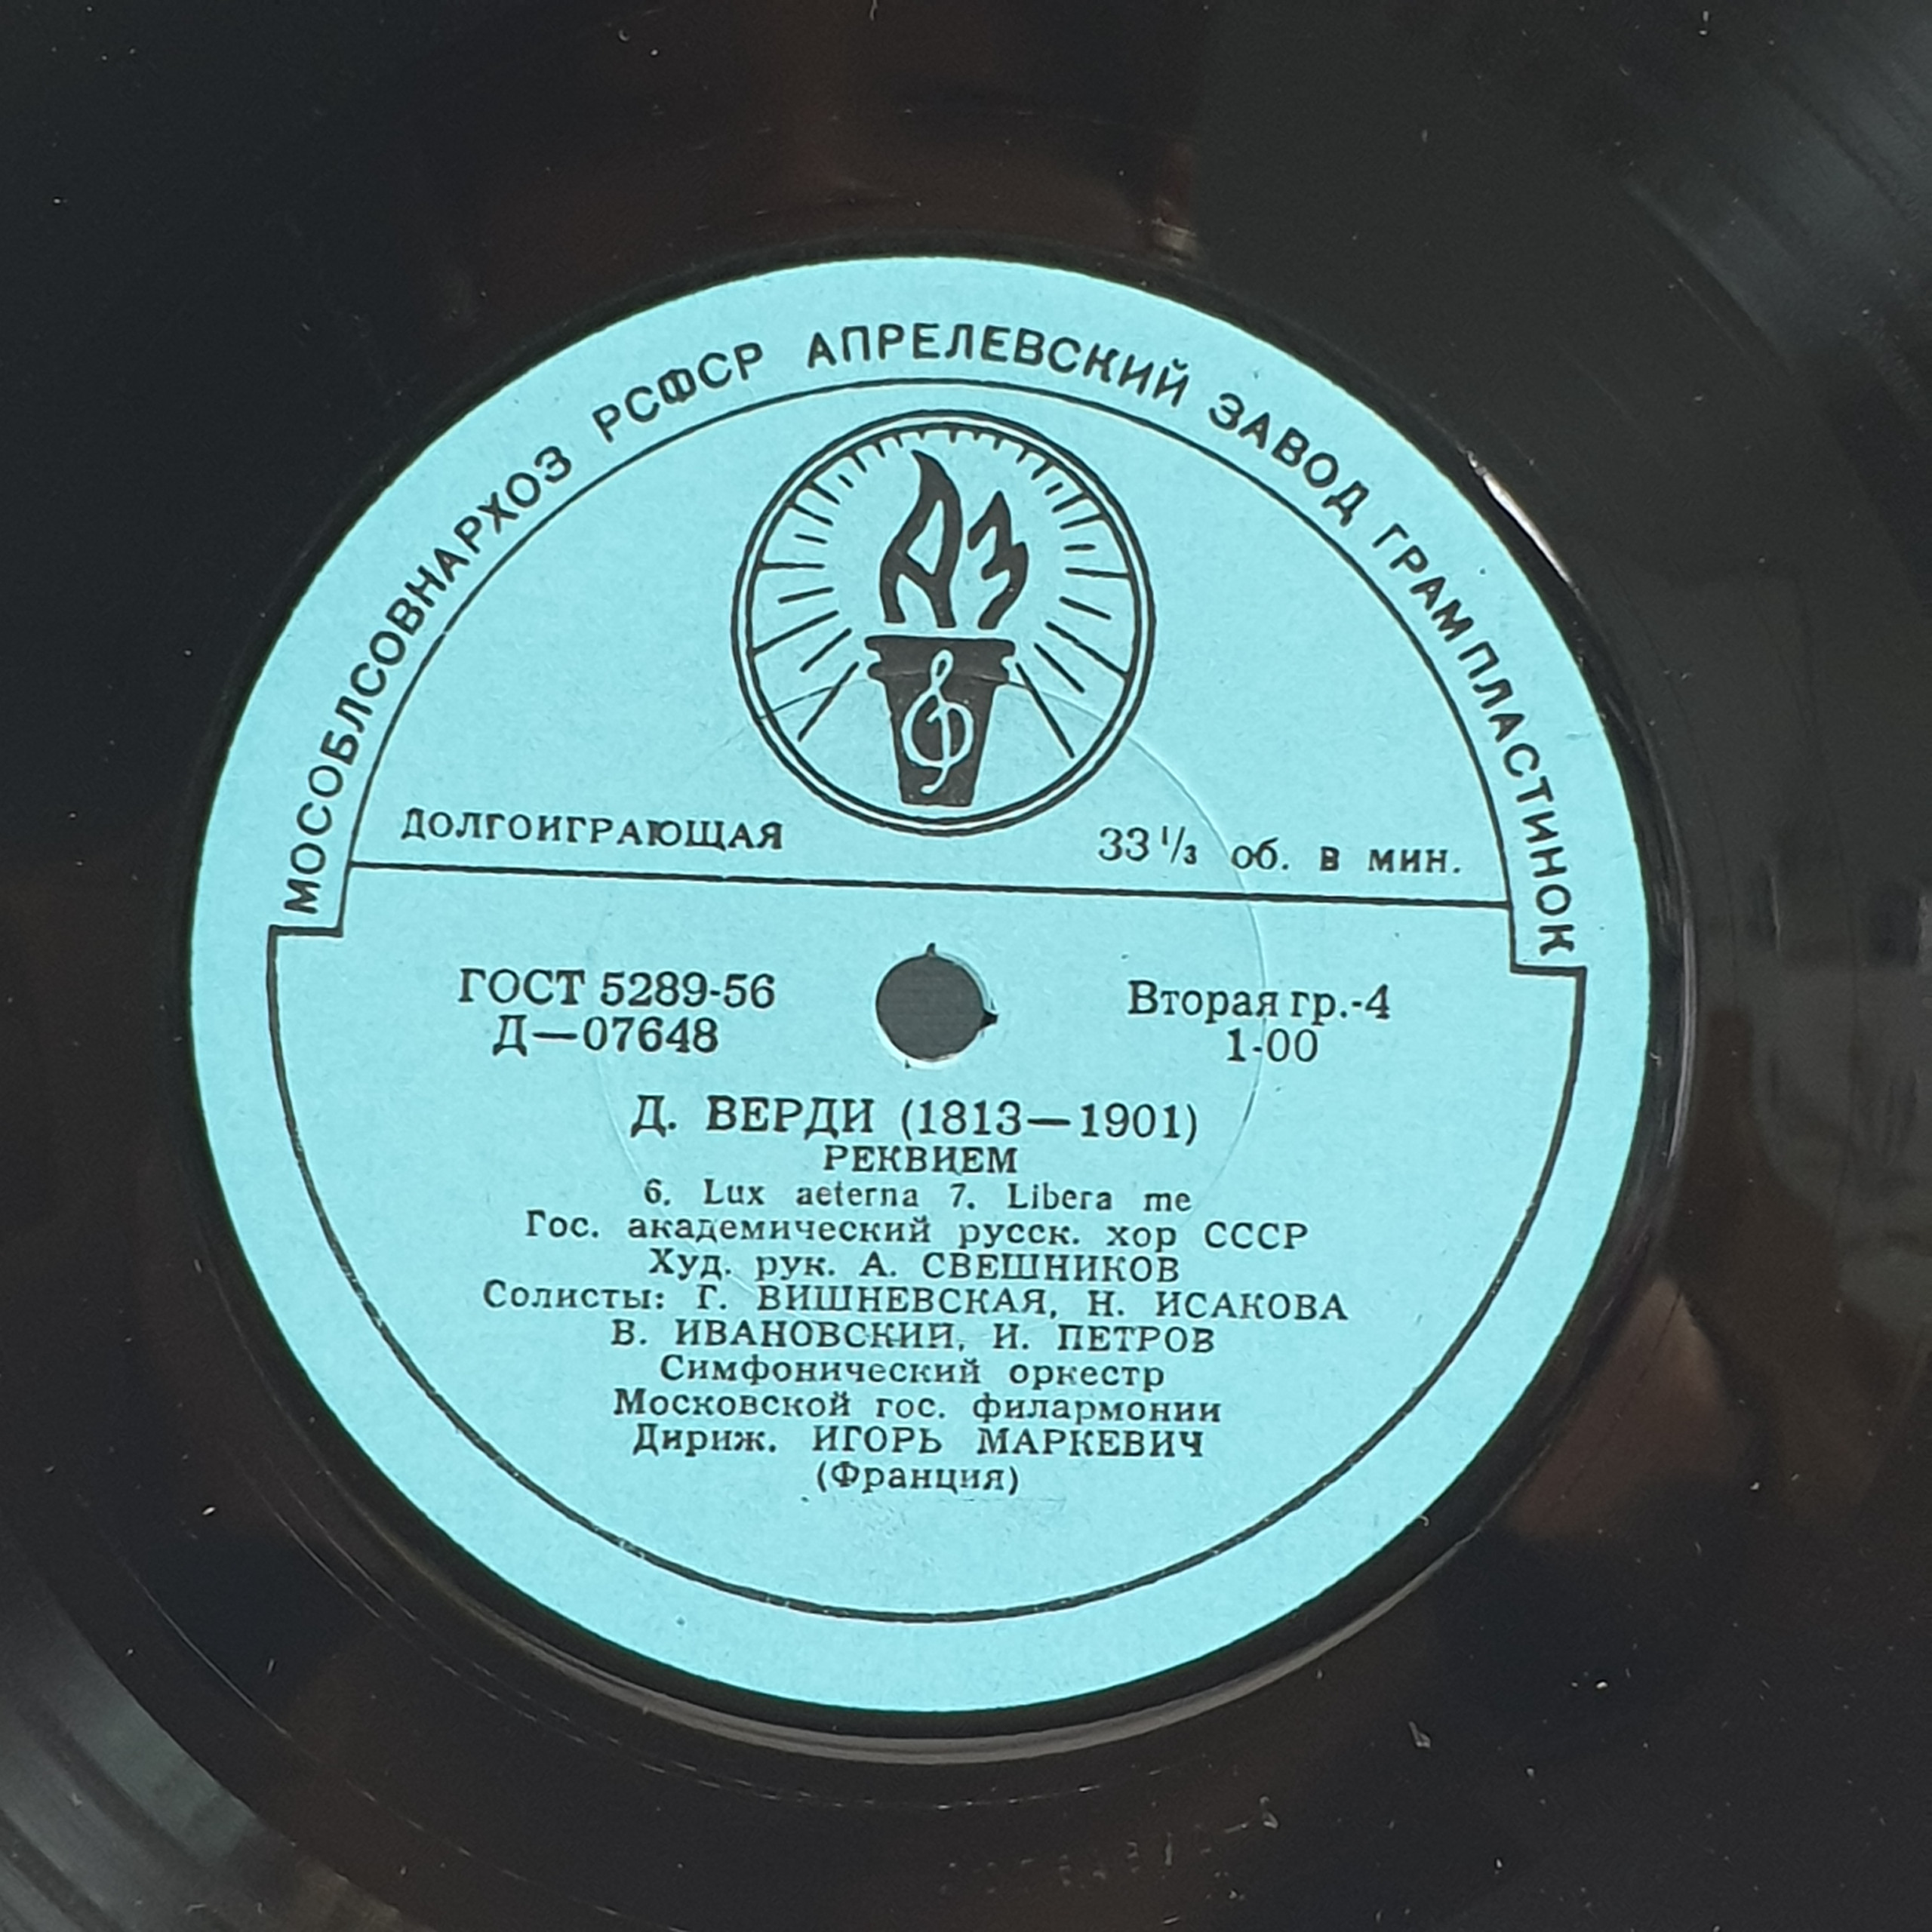 МОСОБЛСОВНАРХОЗ РСФСР АПРЕЛЕВСКИЙ ЗАВОД ГРАМПЛАСТИНОК
АЗ
ДОЛГОИГРАЮЩАЯ
33 1/3 об. в мин.
ГОСТ 5289-56
Д—07648
Вторая гр.-4
1-00
Д. ВЕРДИ (1813—1901)
РЕКВИЕМ
6. Lux aeterna 7. Libera me
Гос. академический русск. хор СССР
Худ. рук. А. СВЕШНИКОВ
Солисты: Г. ВИШНЕВСКАЯ, Н. ИСАКОВА
В. ИВАНОВСКИЙ, И. ПЕТРОВ
Симфонический оркестр
Московской гос. филармонии
Дириж. ИГОРЬ МАРКЕВИЧ
(Франция)